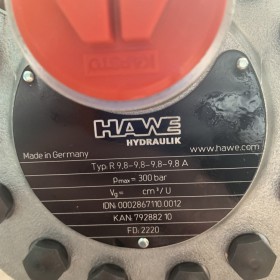 HAWE
HYDRAULIK
Made in Germany
www.hawe.com
Typ: R 9,8-9,8-9,8-9,8 A
pmax= 300 bar
Vg= cm³/U
IDN: 0002867110 0012
KAN 792882 10
FD: 2220